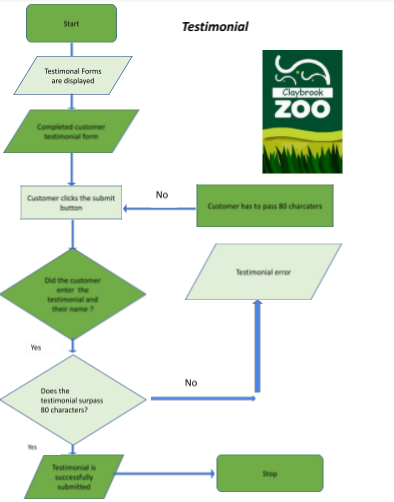 Start
Testimonial
Testimonal Forms
are displayed
Claybrook
ZOO
Completed customer
testimonial form
Customer clicks the submit
button
No
Customer has to pass 80 charcaters
Did the customer
enter the
testimonial and
their name ?
Testimonial error
Yes
Does the
testimonial surpass
80 characters?
No
Yes
Testimonial is
successfully
submitted
Stop